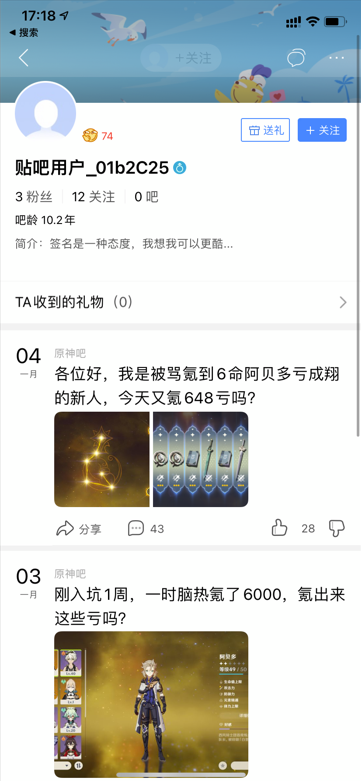 17:18
搜索
+关注
74
送礼
+ 关注
贴吧用户_01b2C25
3 粉丝 12 关注 0 吧
吧龄 10.2年
简介：签名是一种态度，我想我可以更酷...
TA收到的礼物（0）
04
一月
原神吧
各位好，我是被骂氪到6命阿贝多亏成翔
的新人，今天又氪648亏吗？
分享
43
28
03
一月
原神吧
刚入坑1周，一时脑热氪了6000，氪出来
这些亏吗？
阿贝多